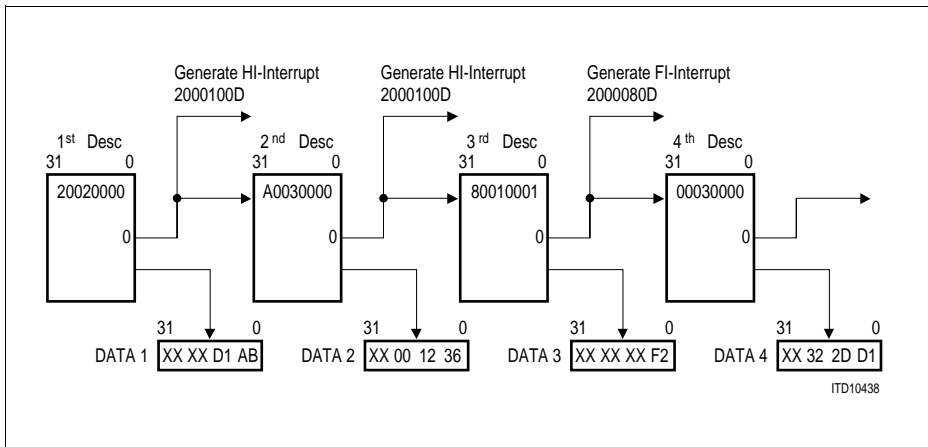 Generate HI-Interrupt Generate HI-Interrupt Generate FI-Interrupt
2000100D 2000100D 2000080D
1st Desc 2nd Desc 3rd Desc 4th Desc
31 0 31 0 31 0 31 0
20020000 A0030000 80010001 00030000
0 0 0 0
31 0 31 0 31 0 31 0
DATA 1 XX XX D1 AB DATA 2 XX 00 12 36 DATA 3 XX XX XX F2 DATA 4 XX 32 2D D1
ITD10438